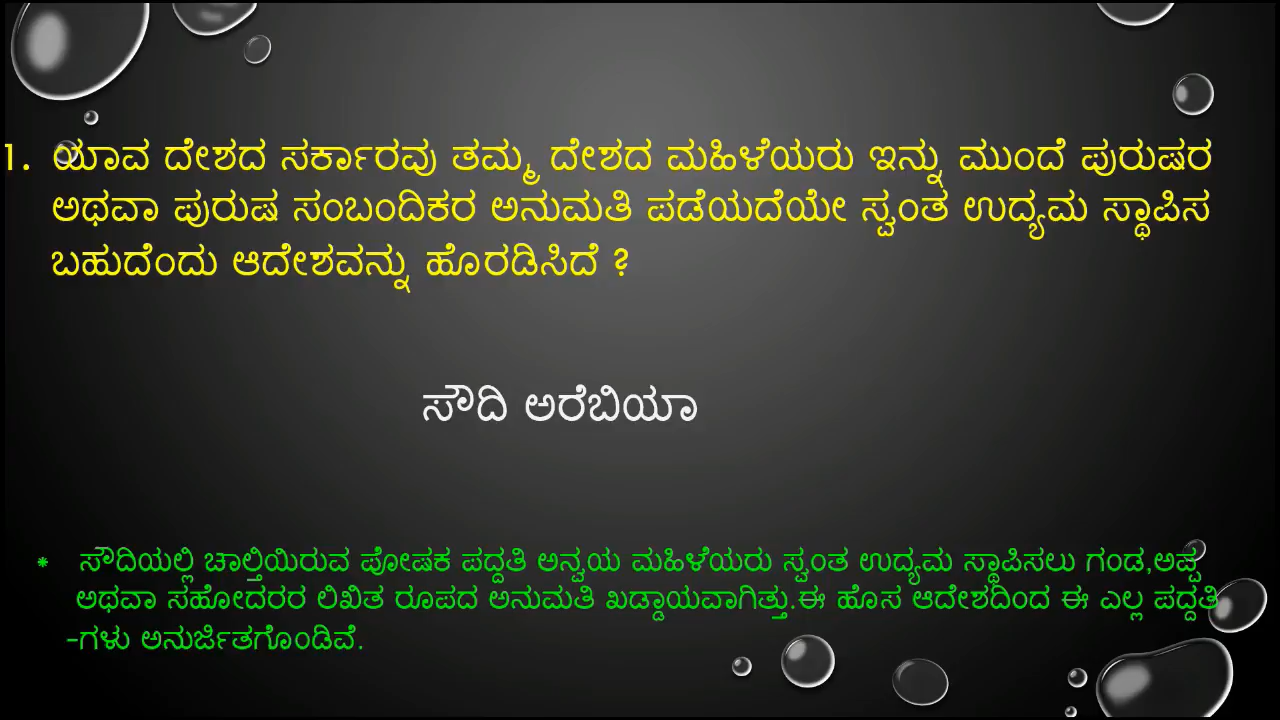 1. ಯಾವ ದೇಶದ ಸರ್ಕಾರವು ತಮ್ಮ ದೇಶದ ಮಹಿಳೆಯರು ಇನ್ನು ಮುಂದೆ ಪುರುಷರ
ಅಥವಾ ಪುರುಷ ಸಂಬಂದಿಕರ ಅನುಮತಿ ಪಡೆಯದೆಯೇ ಸ್ವಂತ ಉದ್ಯಮ ಸ್ಥಾಪಿಸ
ಬಹುದೆಂದು ಆದೇಶವನ್ನು ಹೊರಡಿಸಿದೆ ?
ಸೌದಿ ಅರೆಬಿಯಾ
* ಸೌದಿಯಲ್ಲಿ ಚಾಲ್ತಿಯಿರುವ ಪೋಷಕ ಪದ್ದತಿ ಅನ್ವಯ ಮಹಿಳೆಯರು ಸ್ವಂತ ಉದ್ಯಮ ಸ್ಥಾಪಿಸಲು ಗಂಡ,ಅಪ್ಪ
ಅಥವಾ ಸಹೋದರರ ಲಿಖಿತ ರೂಪದ ಅನುಮತಿ ಖಡ್ಡಾಯವಾಗಿತ್ತು.ಈ ಹೊಸ ಆದೇಶದಿಂದ ಈ ಎಲ್ಲ ಪದ್ದತಿ
-ಗಳು ಅನುರ್ಜಿತಗೊಂಡಿವೆ.